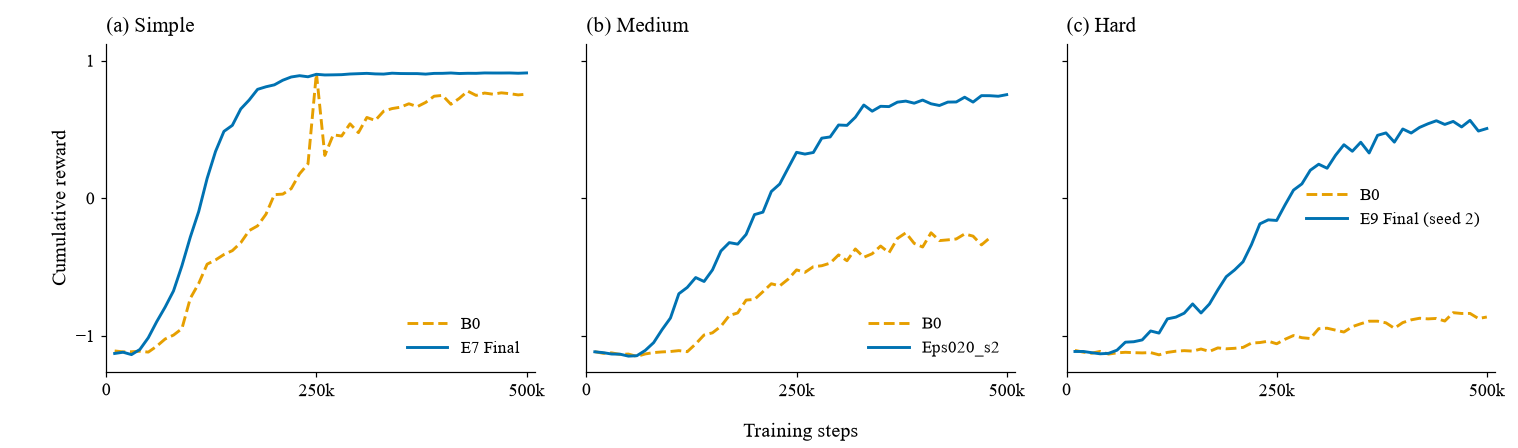 (a) Simple
(b) Medium
(c) Hard
Cumulative reward
1
0
−1
B0
E7 Final
B0
Eps020_s2
B0
E9 Final (seed 2)
0
250k
500k
0
250k
500k
0
250k
500k
Training steps